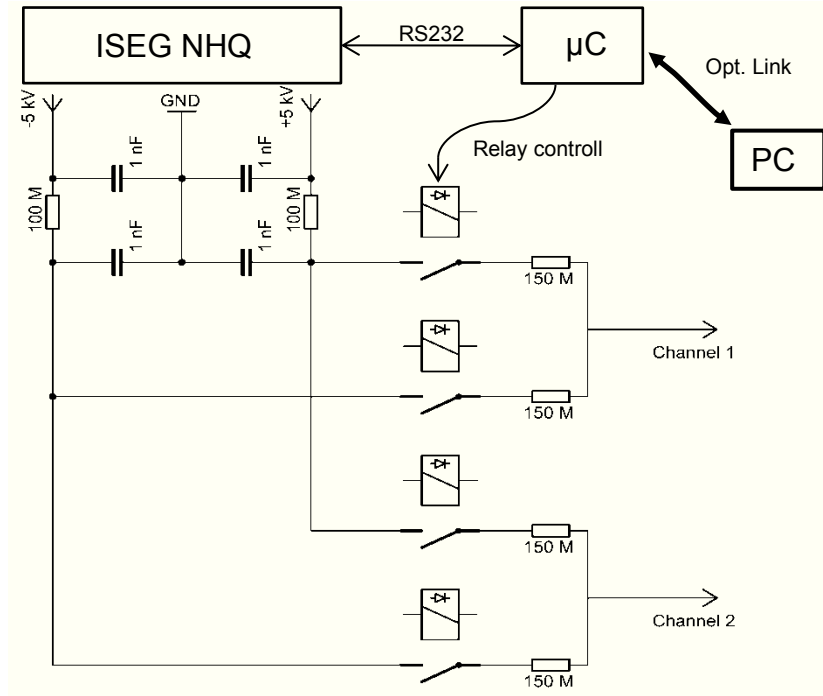 ISEG NHQ
RS232
µC
Opt. Link
PC
-5 kV
GND
+5 kV
1 nF
1 nF
Relay controll
100 M
100 M
1 nF
1 nF
150 M
Channel 1
150 M
150 M
Channel 2
150 M